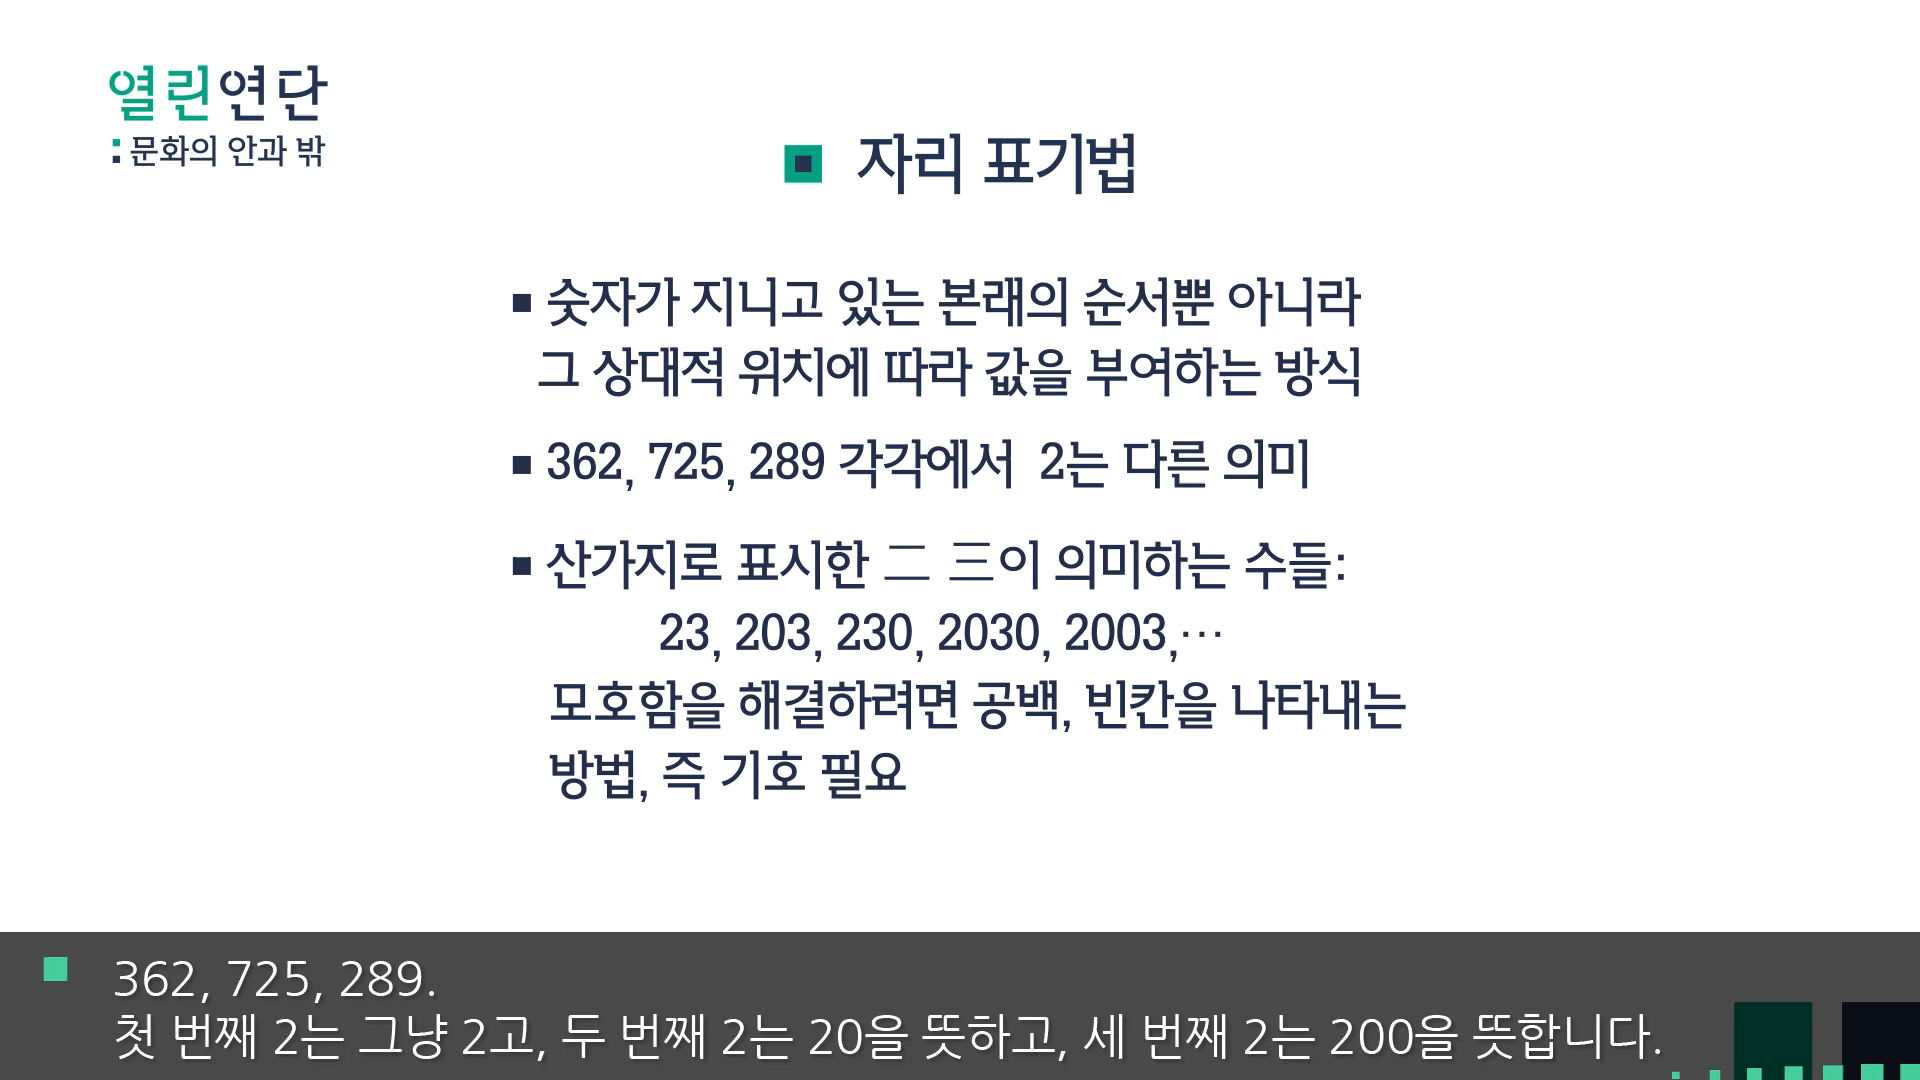 열린연단
:문화의 안과 밖
자리 표기법
▪ 숫자가 지니고 있는 본래의 순서뿐 아니라
그 상대적 위치에 따라 값을 부여하는 방식
▪ 362, 725, 289 각각에서 2는 다른 의미
▪ 산가지로 표시한 二 三이 의미하는 수들:
23, 203, 230, 2030, 2003,⋯
모호함을 해결하려면 공백, 빈칸을 나타내는
방법, 즉 기호 필요
362, 725, 289.
첫 번째 2는 그냥 2고, 두 번째 2는 20을 뜻하고, 세 번째 2는 200을 뜻합니다.